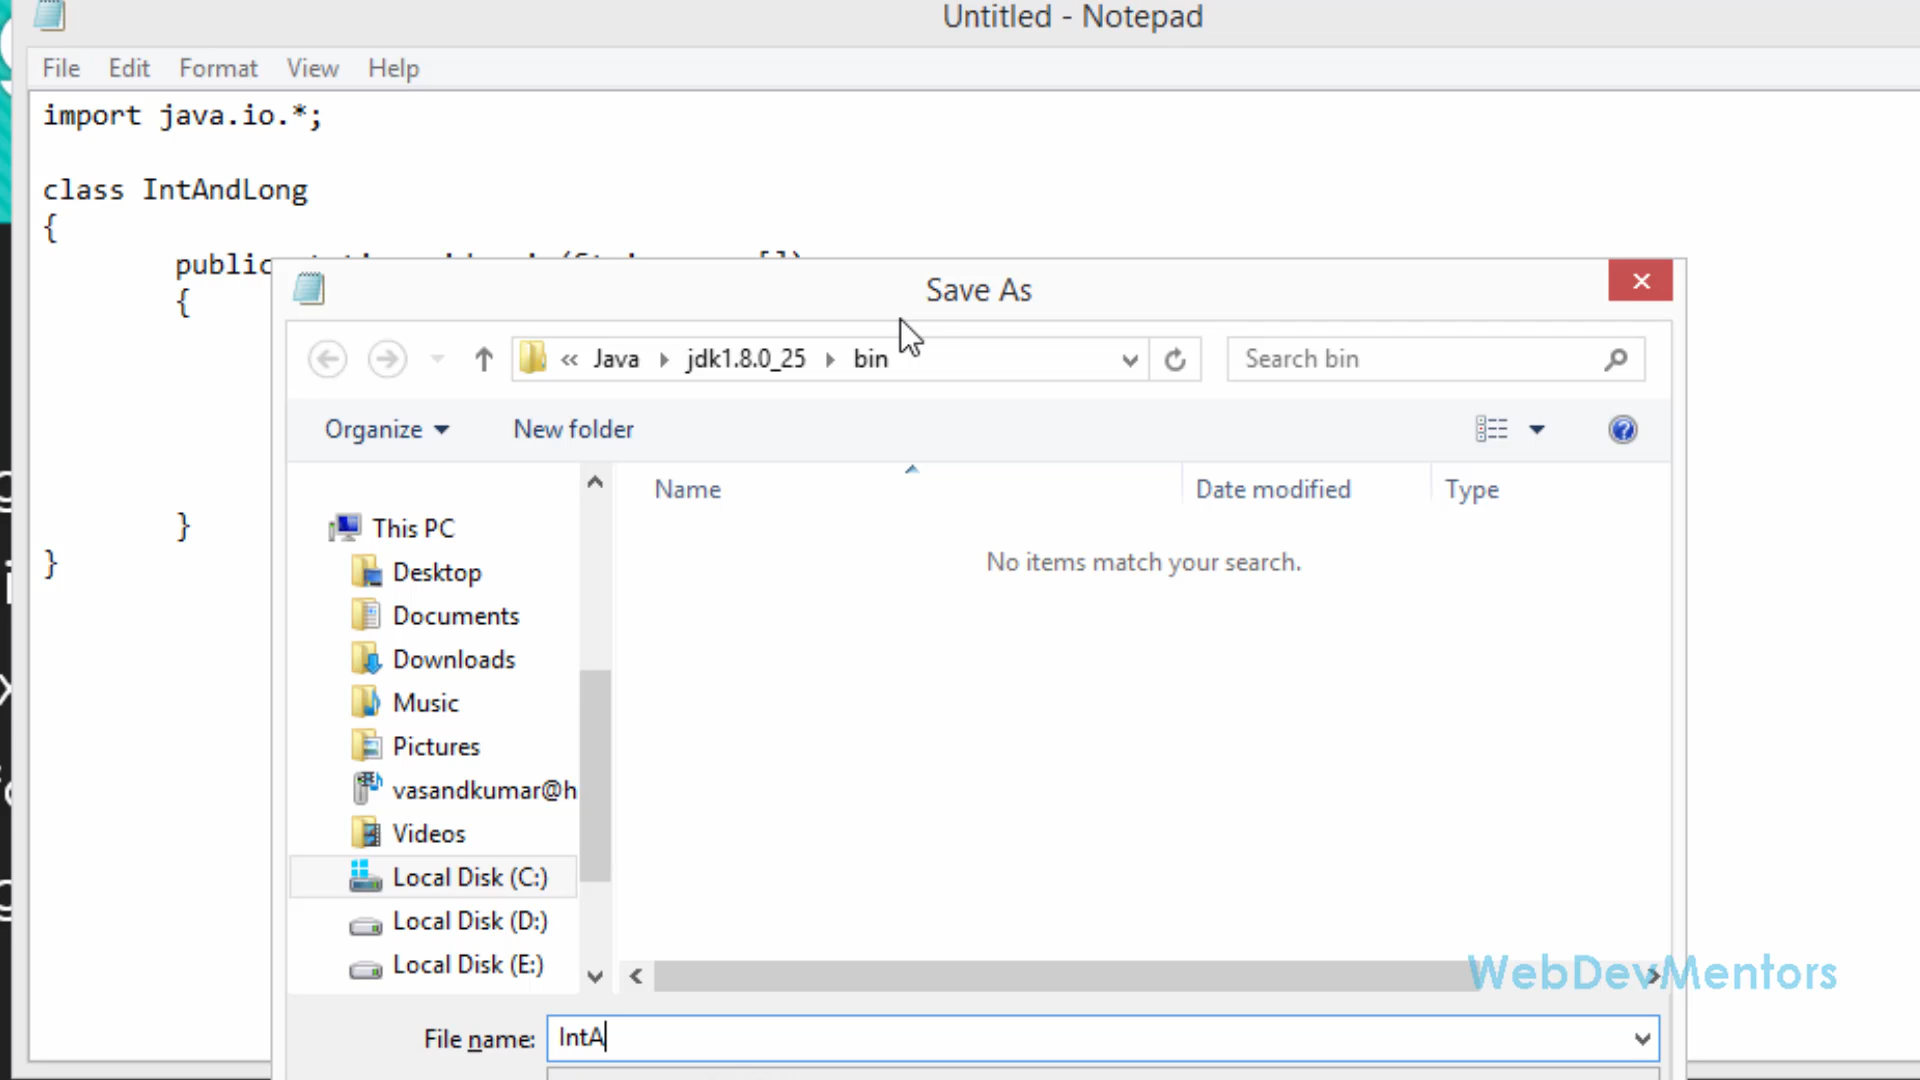 Untitled - Notepad
File Edit Format View Help
import java.io.*;
class IntAndLong
{
public
{
}
}
Save As
« Java jdk1.8.0_25 bin
Search bin
Organize New folder
Name Date modified Type
No items match your search.
This PC
Desktop
Documents
Downloads
Music
Pictures
vasandkumar@h
Videos
Local Disk (C:)
Local Disk (D:)
Local Disk (E:)
WebDevMentors
File name: IntA